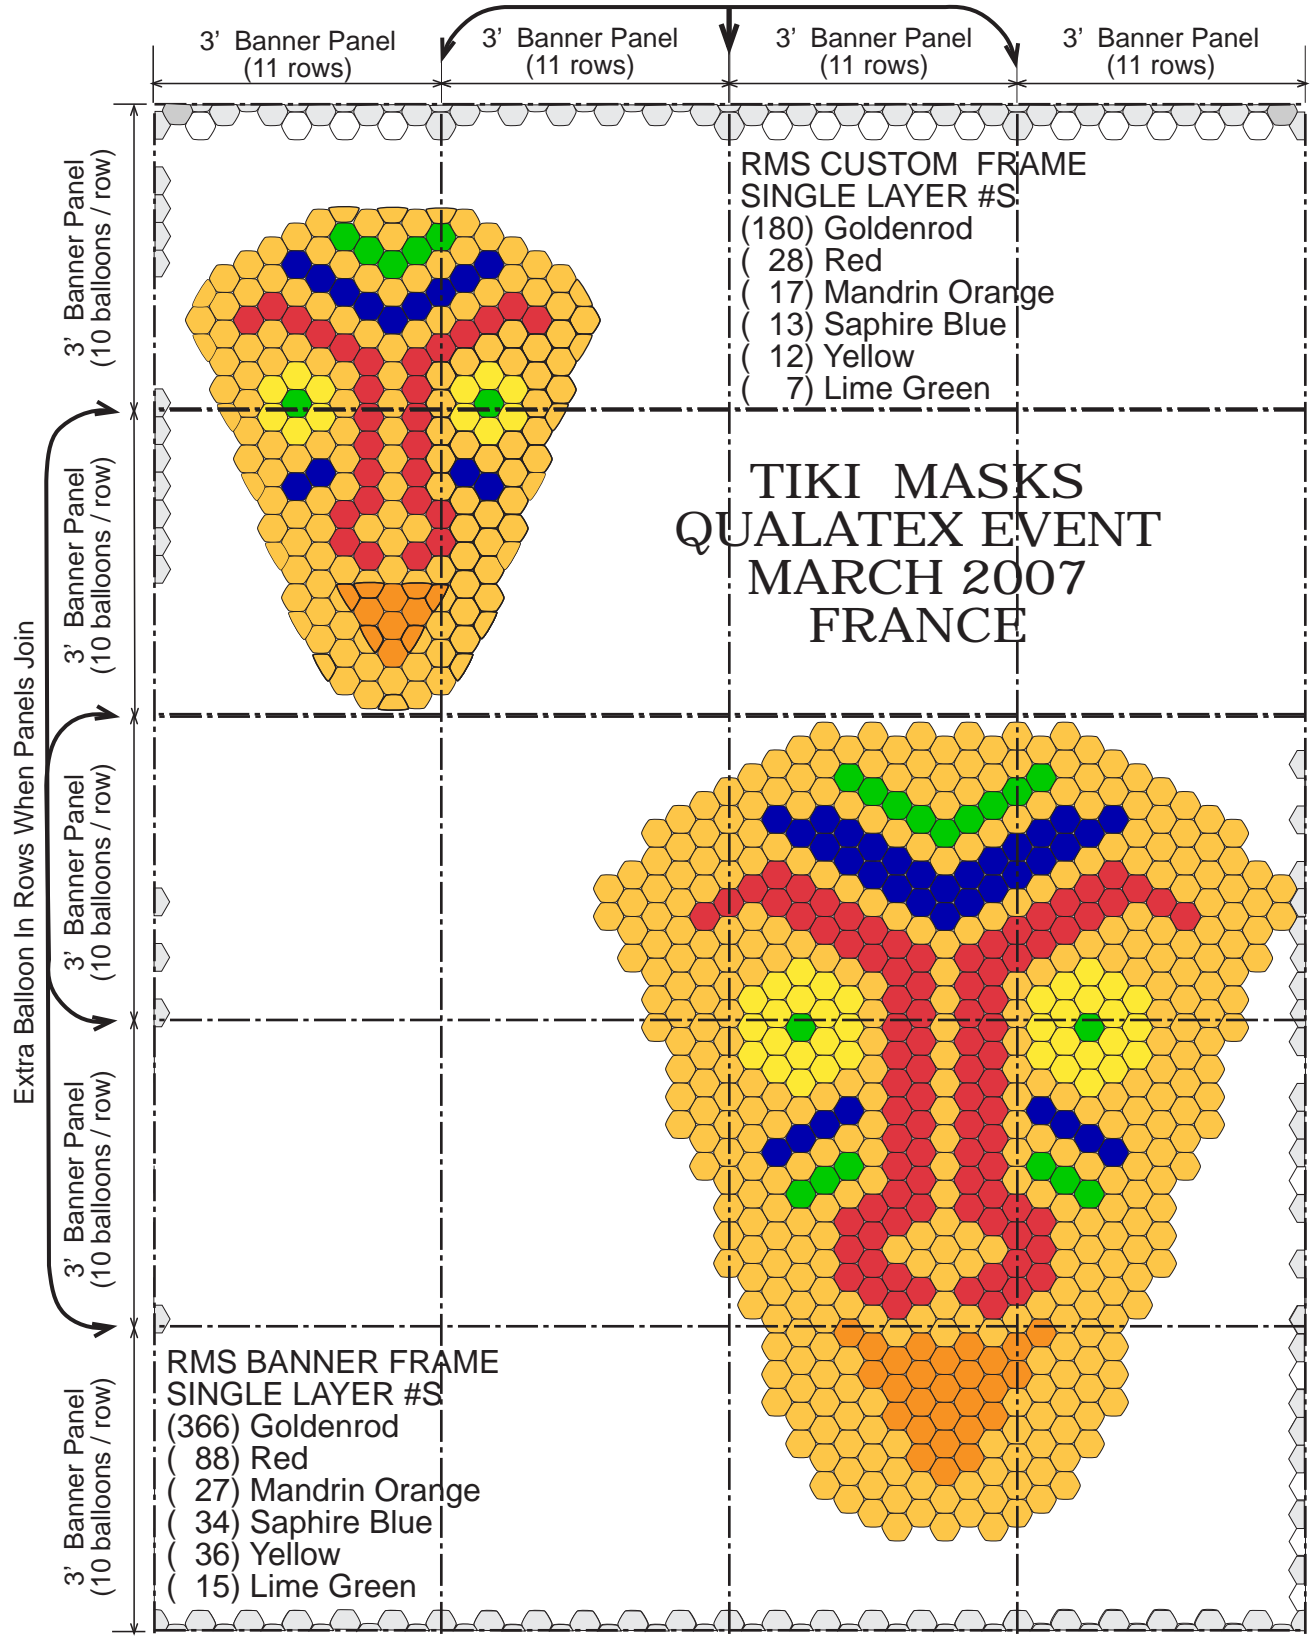 3' Banner Panel
(11 rows)
3' Banner Panel
(11 rows)
3' Banner Panel
(11 rows)
3' Banner Panel
(11 rows)
3' Banner Panel
(10 balloons / row)
3' Banner Panel
(10 balloons / row)
3' Banner Panel
(10 balloons / row)
3' Banner Panel
(10 balloons / row)
3' Banner Panel
(10 balloons / row)
Extra Balloon In Rows When Panels Join
RMS CUSTOM FRAME
SINGLE LAYER #S
(180) Goldenrod
( 28) Red
( 17) Mandrin Orange
( 13) Saphire Blue
( 12) Yellow
( 7) Lime Green
TIKI MASKS
QUALATEX EVENT
MARCH 2007
FRANCE
RMS BANNER FRAME
SINGLE LAYER #S
(366) Goldenrod
( 88) Red
( 27) Mandrin Orange
( 34) Saphire Blue
( 36) Yellow
( 15) Lime Green